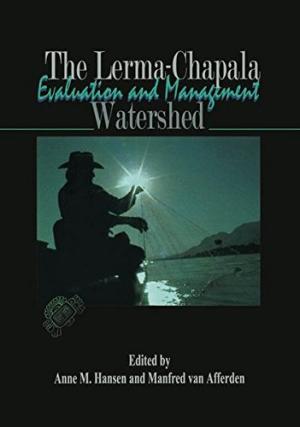 The Lerma-Chapala
Evaluation and Management
Watershed
Edited by
Anne M. Hansen and Manfred van Afferden